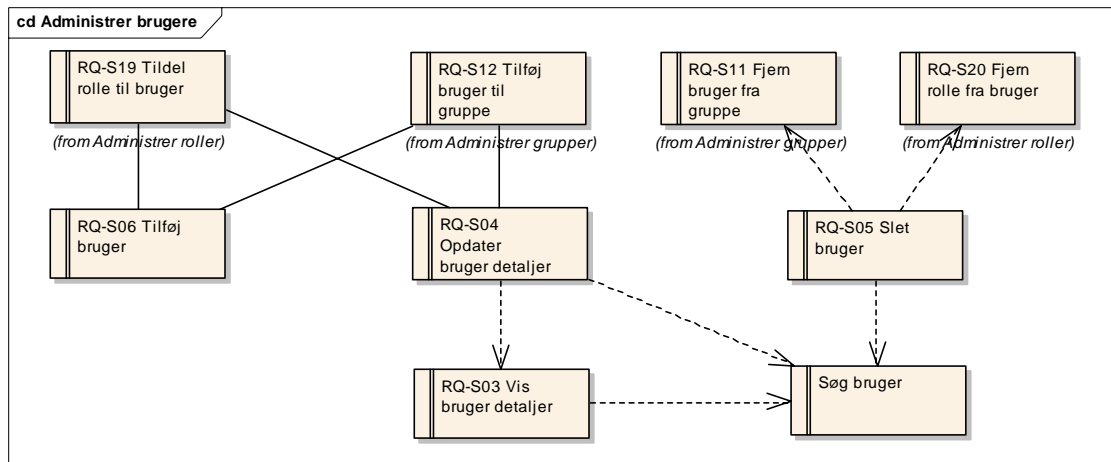 cd Administrer brugere
RQ-S19 Tildel
rolle til bruger
(from Administrer roller)
RQ-S12 Tilføj
bruger til
gruppe
(from Administrer grupper)
RQ-S11 Fjern
bruger fra
gruppe
(from Administrer grupper)
RQ-S20 Fjern
rolle fra bruger
(from Administrer roller)
RQ-S06 Tilføj
bruger
RQ-S04
Opdater
bruger detaljer
RQ-S05 Slet
bruger
RQ-S03 Vis
bruger detaljer
Søg bruger